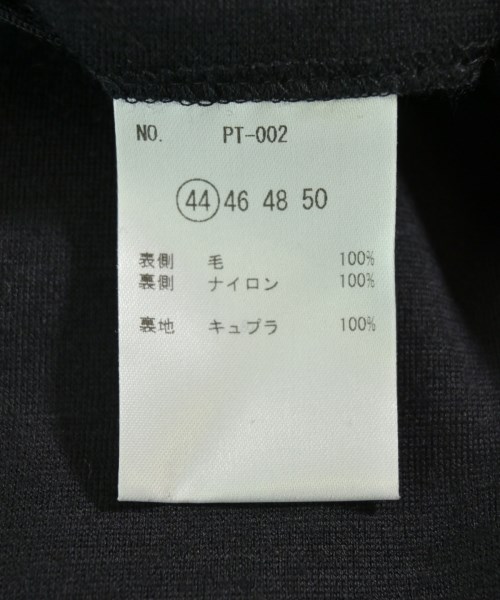 NO. PT-002
44 46 48 50
表側 毛 100%
裏側 ナイロン 100%
裏地 キュプラ 100%